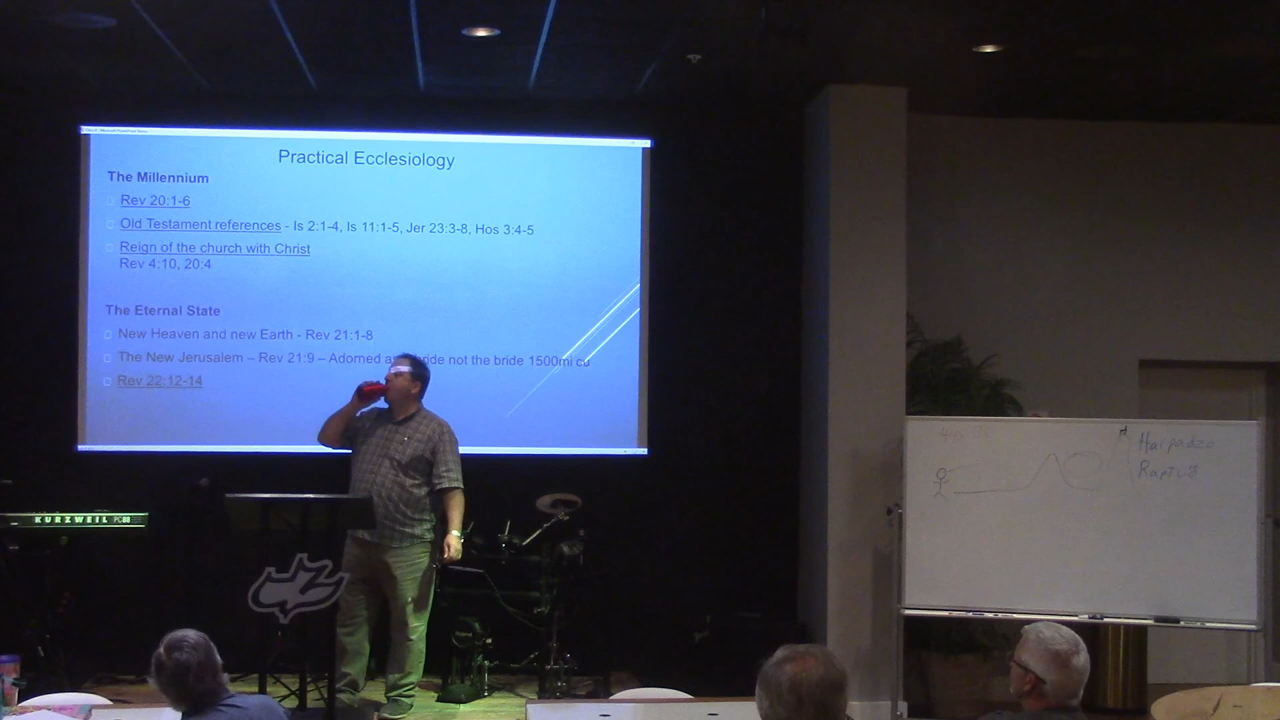 Practical Ecclesiology
The Millennium
Rev 20:1-6
Old Testament references - Is 2:1-4, Is 11:1-5, Jer 23:3-8, Hos 3:4-5
Reign of the church with Christ
Rev 4:10, 20:4
The Eternal State
New Heaven and new Earth - Rev 21:1-8
The New Jerusalem – Rev 21:9 – Adorned as bride not the bride 1500mi cu
Rev 22:12-14
KURZWEIL PC88
Harpadzo
Raptus